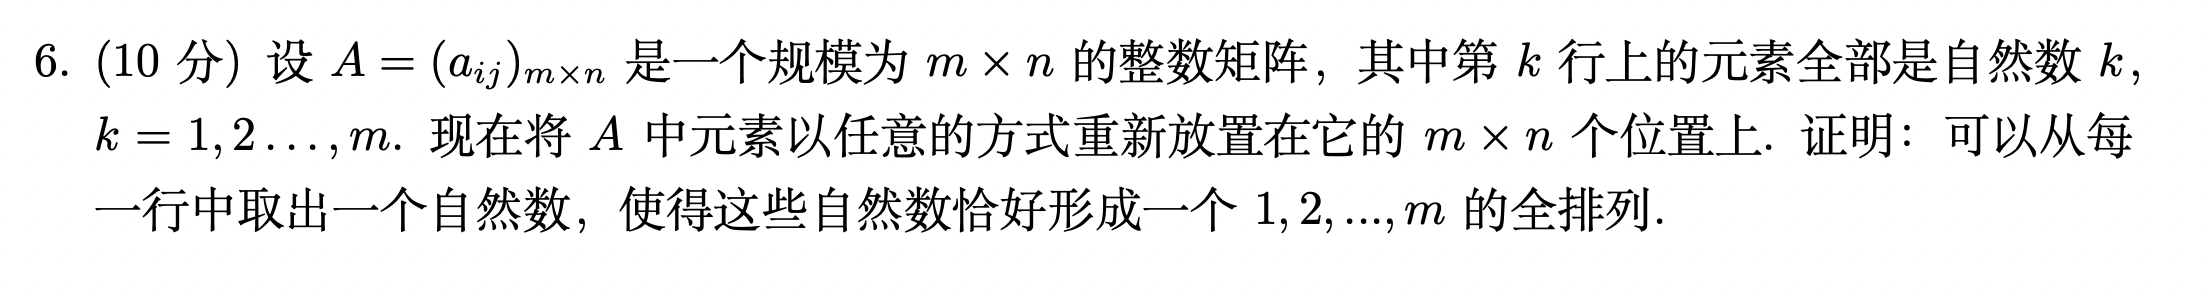 6. (10 分) 设 A = (a_{ij})_{m×n} 是一个规模为 m × n 的整数矩阵, 其中第 k 行上的元素全部是自然数 k,
k = 1, 2 . . . , m. 现在将 A 中元素以任意的方式重新放置在它的 m × n 个位置上. 证明: 可以从每
一行中取出一个自然数, 使得这些自然数恰好形成一个 1, 2, ..., m 的全排列.